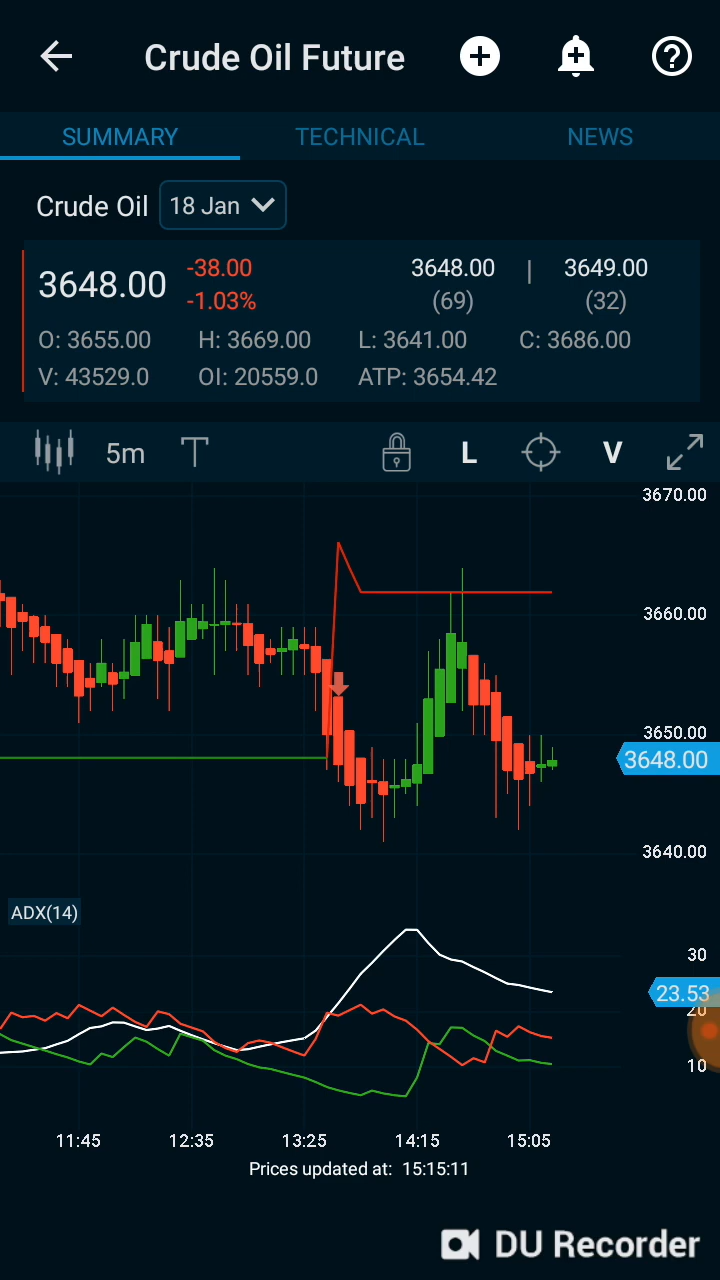 Crude Oil Future
SUMMARY TECHNICAL NEWS
Crude Oil 18 Jan
3648.00 -38.00 3648.00 | 3649.00
-1.03% (69) (32)
O: 3655.00 H: 3669.00 L: 3641.00 C: 3686.00
V: 43529.0 OI: 20559.0 ATP: 3654.42
5m T L V
3670.00
3660.00
3650.00
3648.00
3640.00
ADX(14)
30
23.53
20
10
11:45 12:35 13:25 14:15 15:05
Prices updated at: 15:15:11
DU Recorder